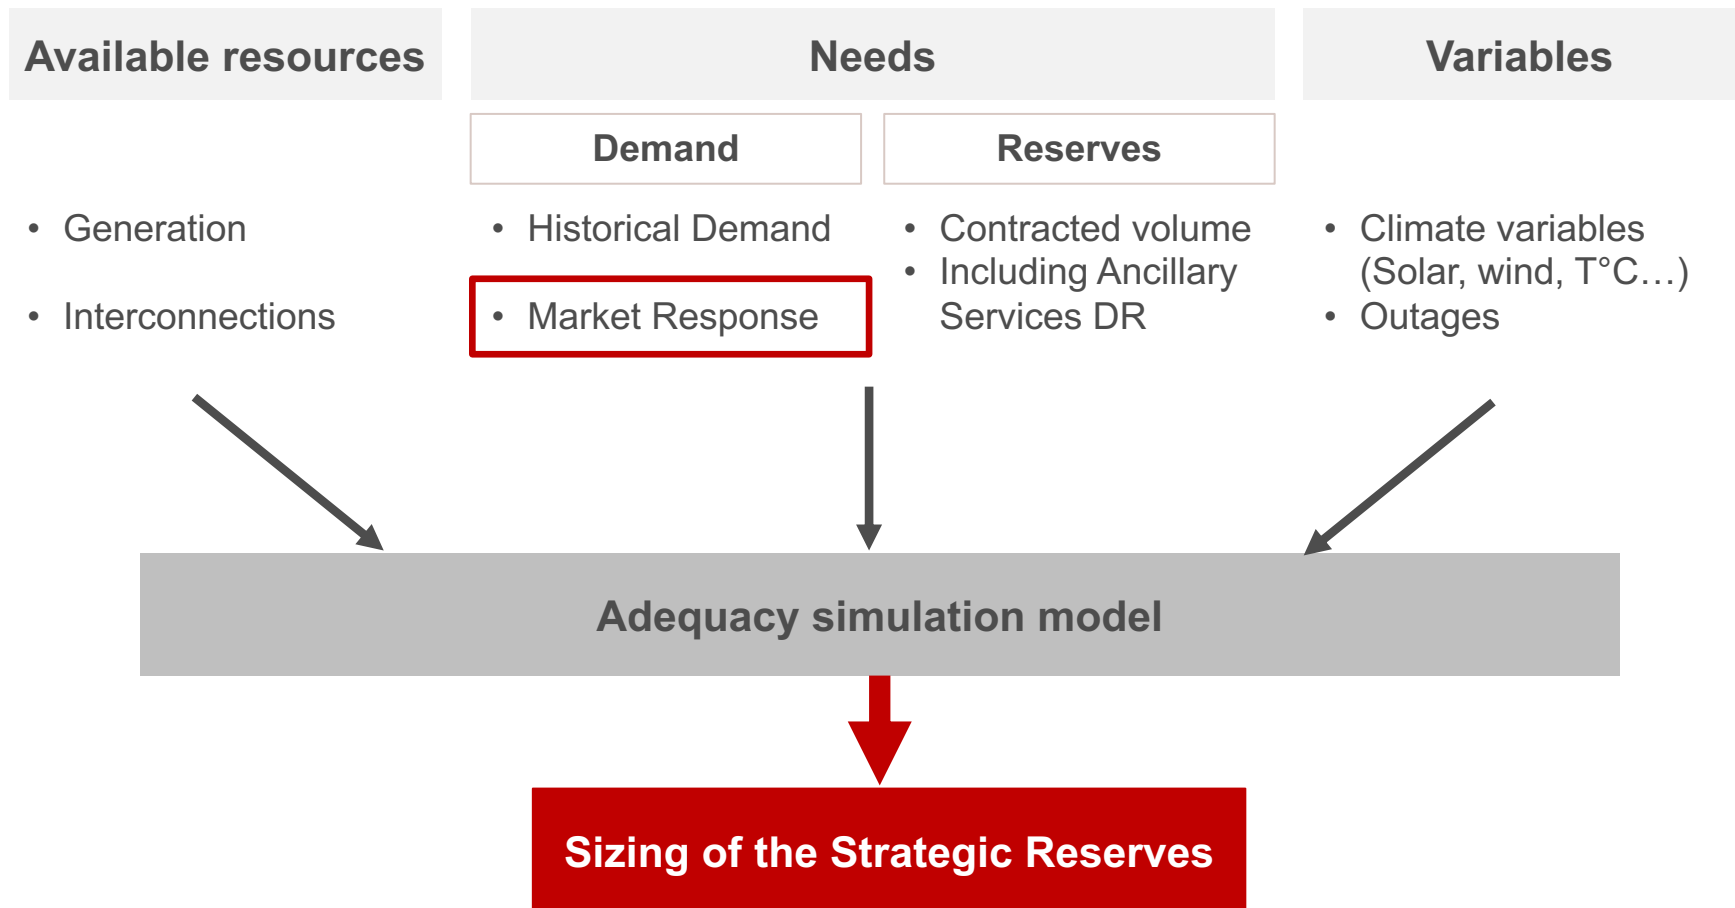 Available resources
Needs
Variables
Demand
Reserves
• Generation
• Interconnections
• Historical Demand
• Market Response
• Contracted volume
• Including Ancillary
Services DR
• Climate variables
(Solar, wind, T°C…)
• Outages
Adequacy simulation model
Sizing of the Strategic Reserves